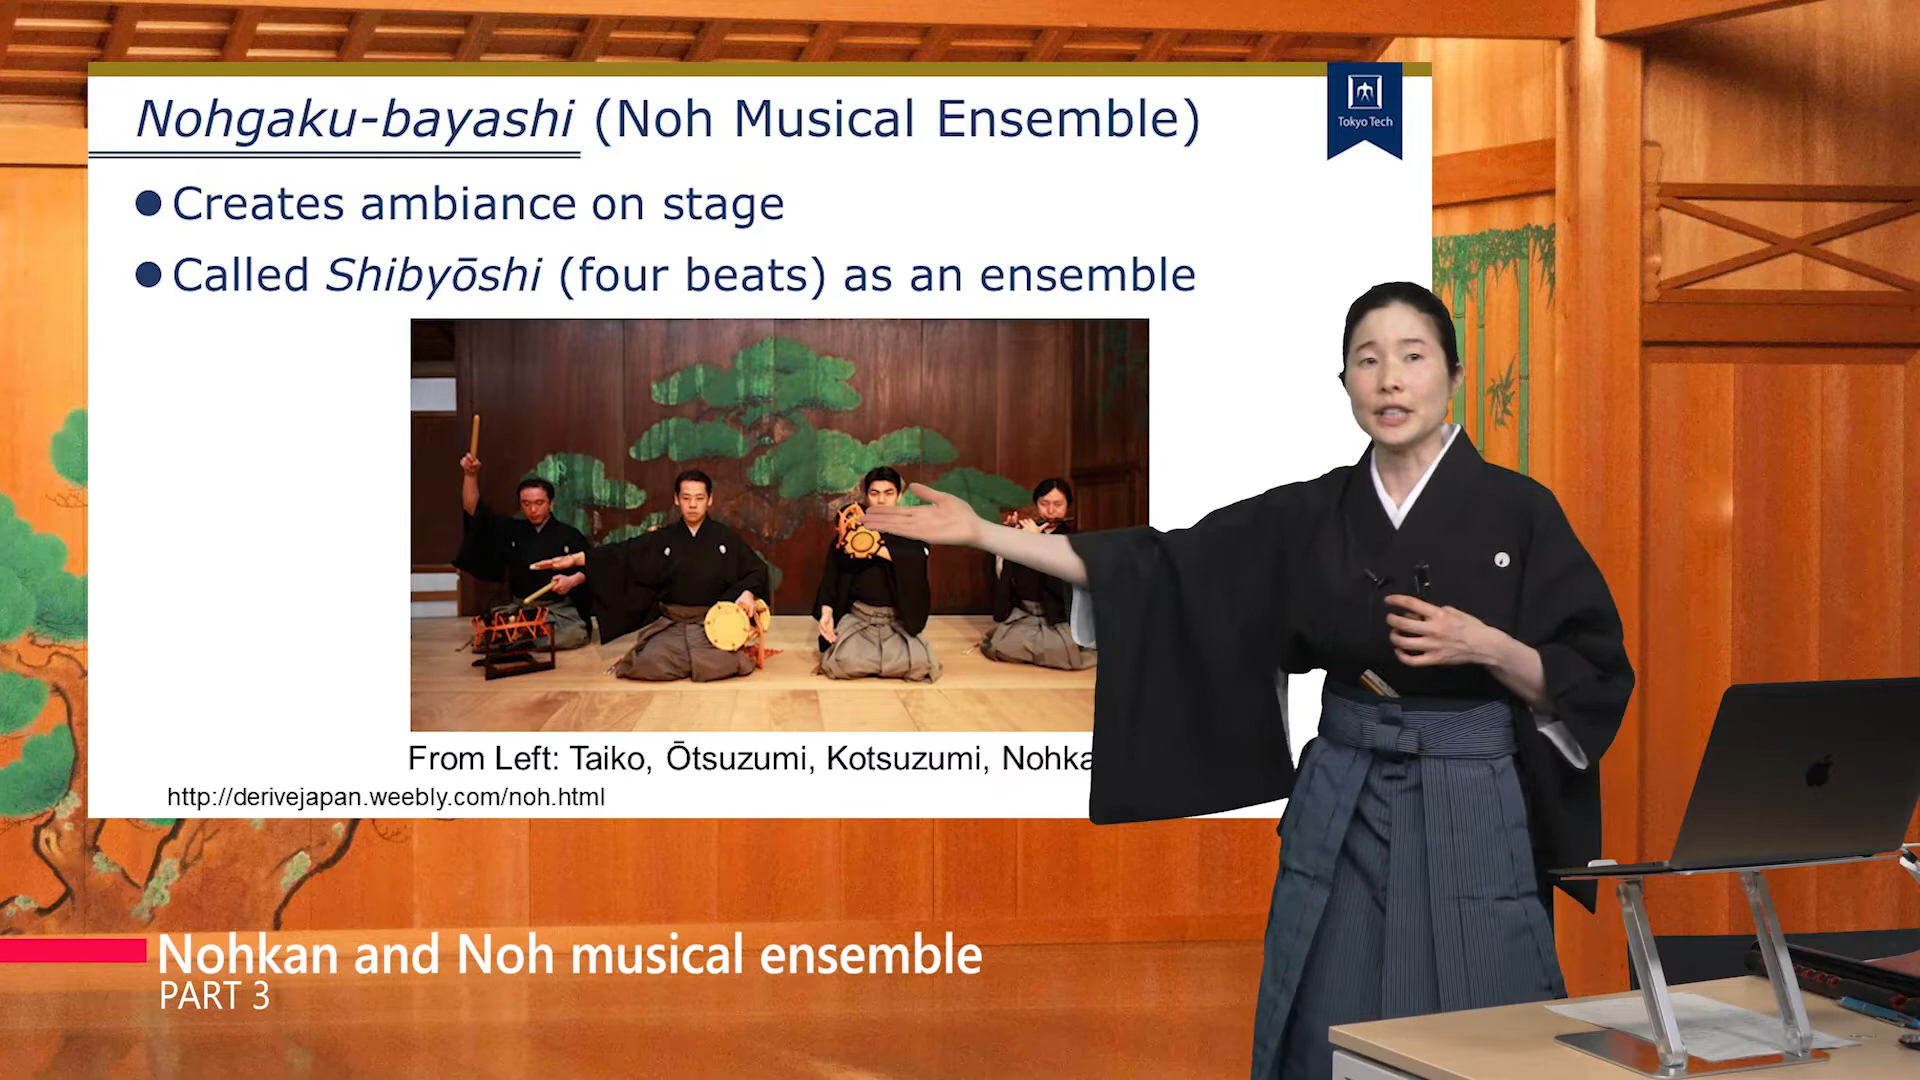 Nohgaku-bayashi (Noh Musical Ensemble)
Tokyo Tech
● Creates ambiance on stage
● Called Shibyōshi (four beats) as an ensemble
From Left: Taiko, Ōtsuzumi, Kotsuzumi, Nohka
http://derivejapan.weebly.com/noh.html
Nohkan and Noh musical ensemble
PART 3